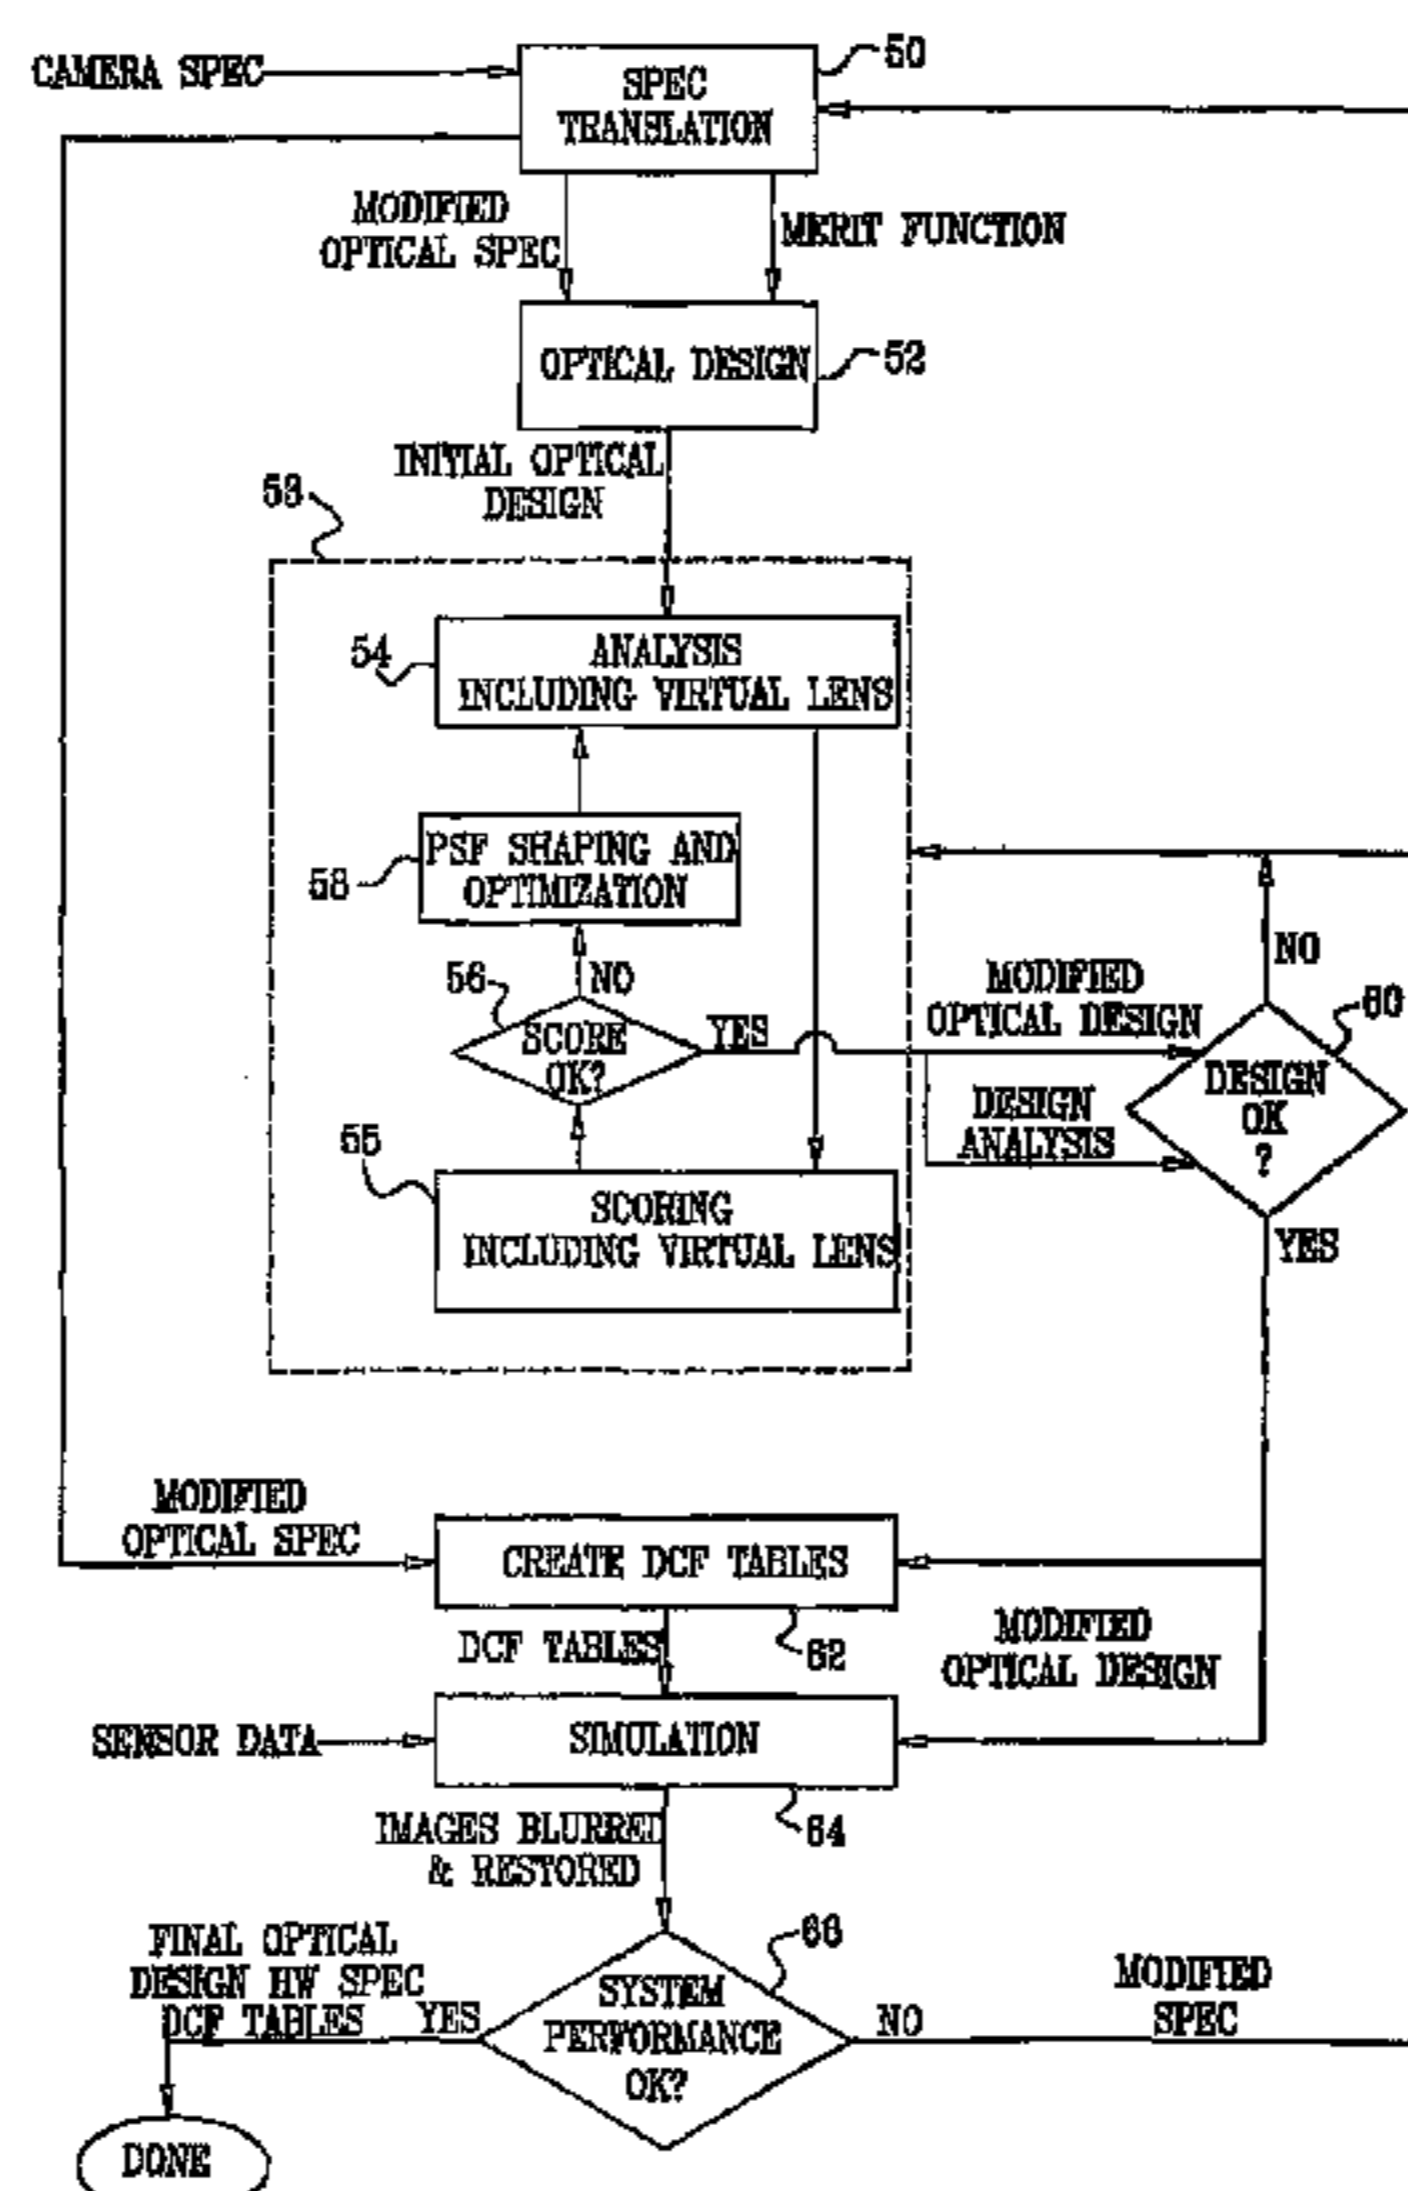 CAMERA SPEC
50
SPEC
TRANSLATION
MODIFIED
OPTICAL SPEC
MERIT FUNCTION
OPTICAL DESIGN
52
INITIAL OPTICAL
DESIGN
53
54
ANALYSIS
INCLUDING VIRTUAL LENS
PSF SHAPING AND
OPTIMIZATION
58
NO
56
SCORE
OK?
YES
MODIFIED
OPTICAL DESIGN
NO
60
DESIGN
OK
?
DESIGN
ANALYSIS
55
SCORING
INCLUDING VIRTUAL LENS
YES
MODIFIED
OPTICAL SPEC
CREATE DCF TABLES
62
DCF TABLES
MODIFIED
OPTICAL DESIGN
SENSOR DATA
SIMULATION
64
IMAGES BLURRED
& RESTORED
66
FINAL OPTICAL
DESIGN HW SPEC
DCF TABLES
YES
SYSTEM
PERFORMANCE
OK?
NO
MODIFIED
SPEC
DONE